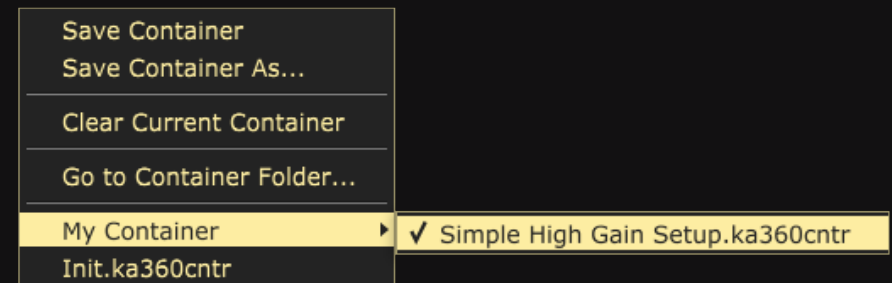 Save Container
Save Container As...
Clear Current Container
Go to Container Folder...
My Container
✓ Simple High Gain Setup.ka360cntr
Init.ka360cntr